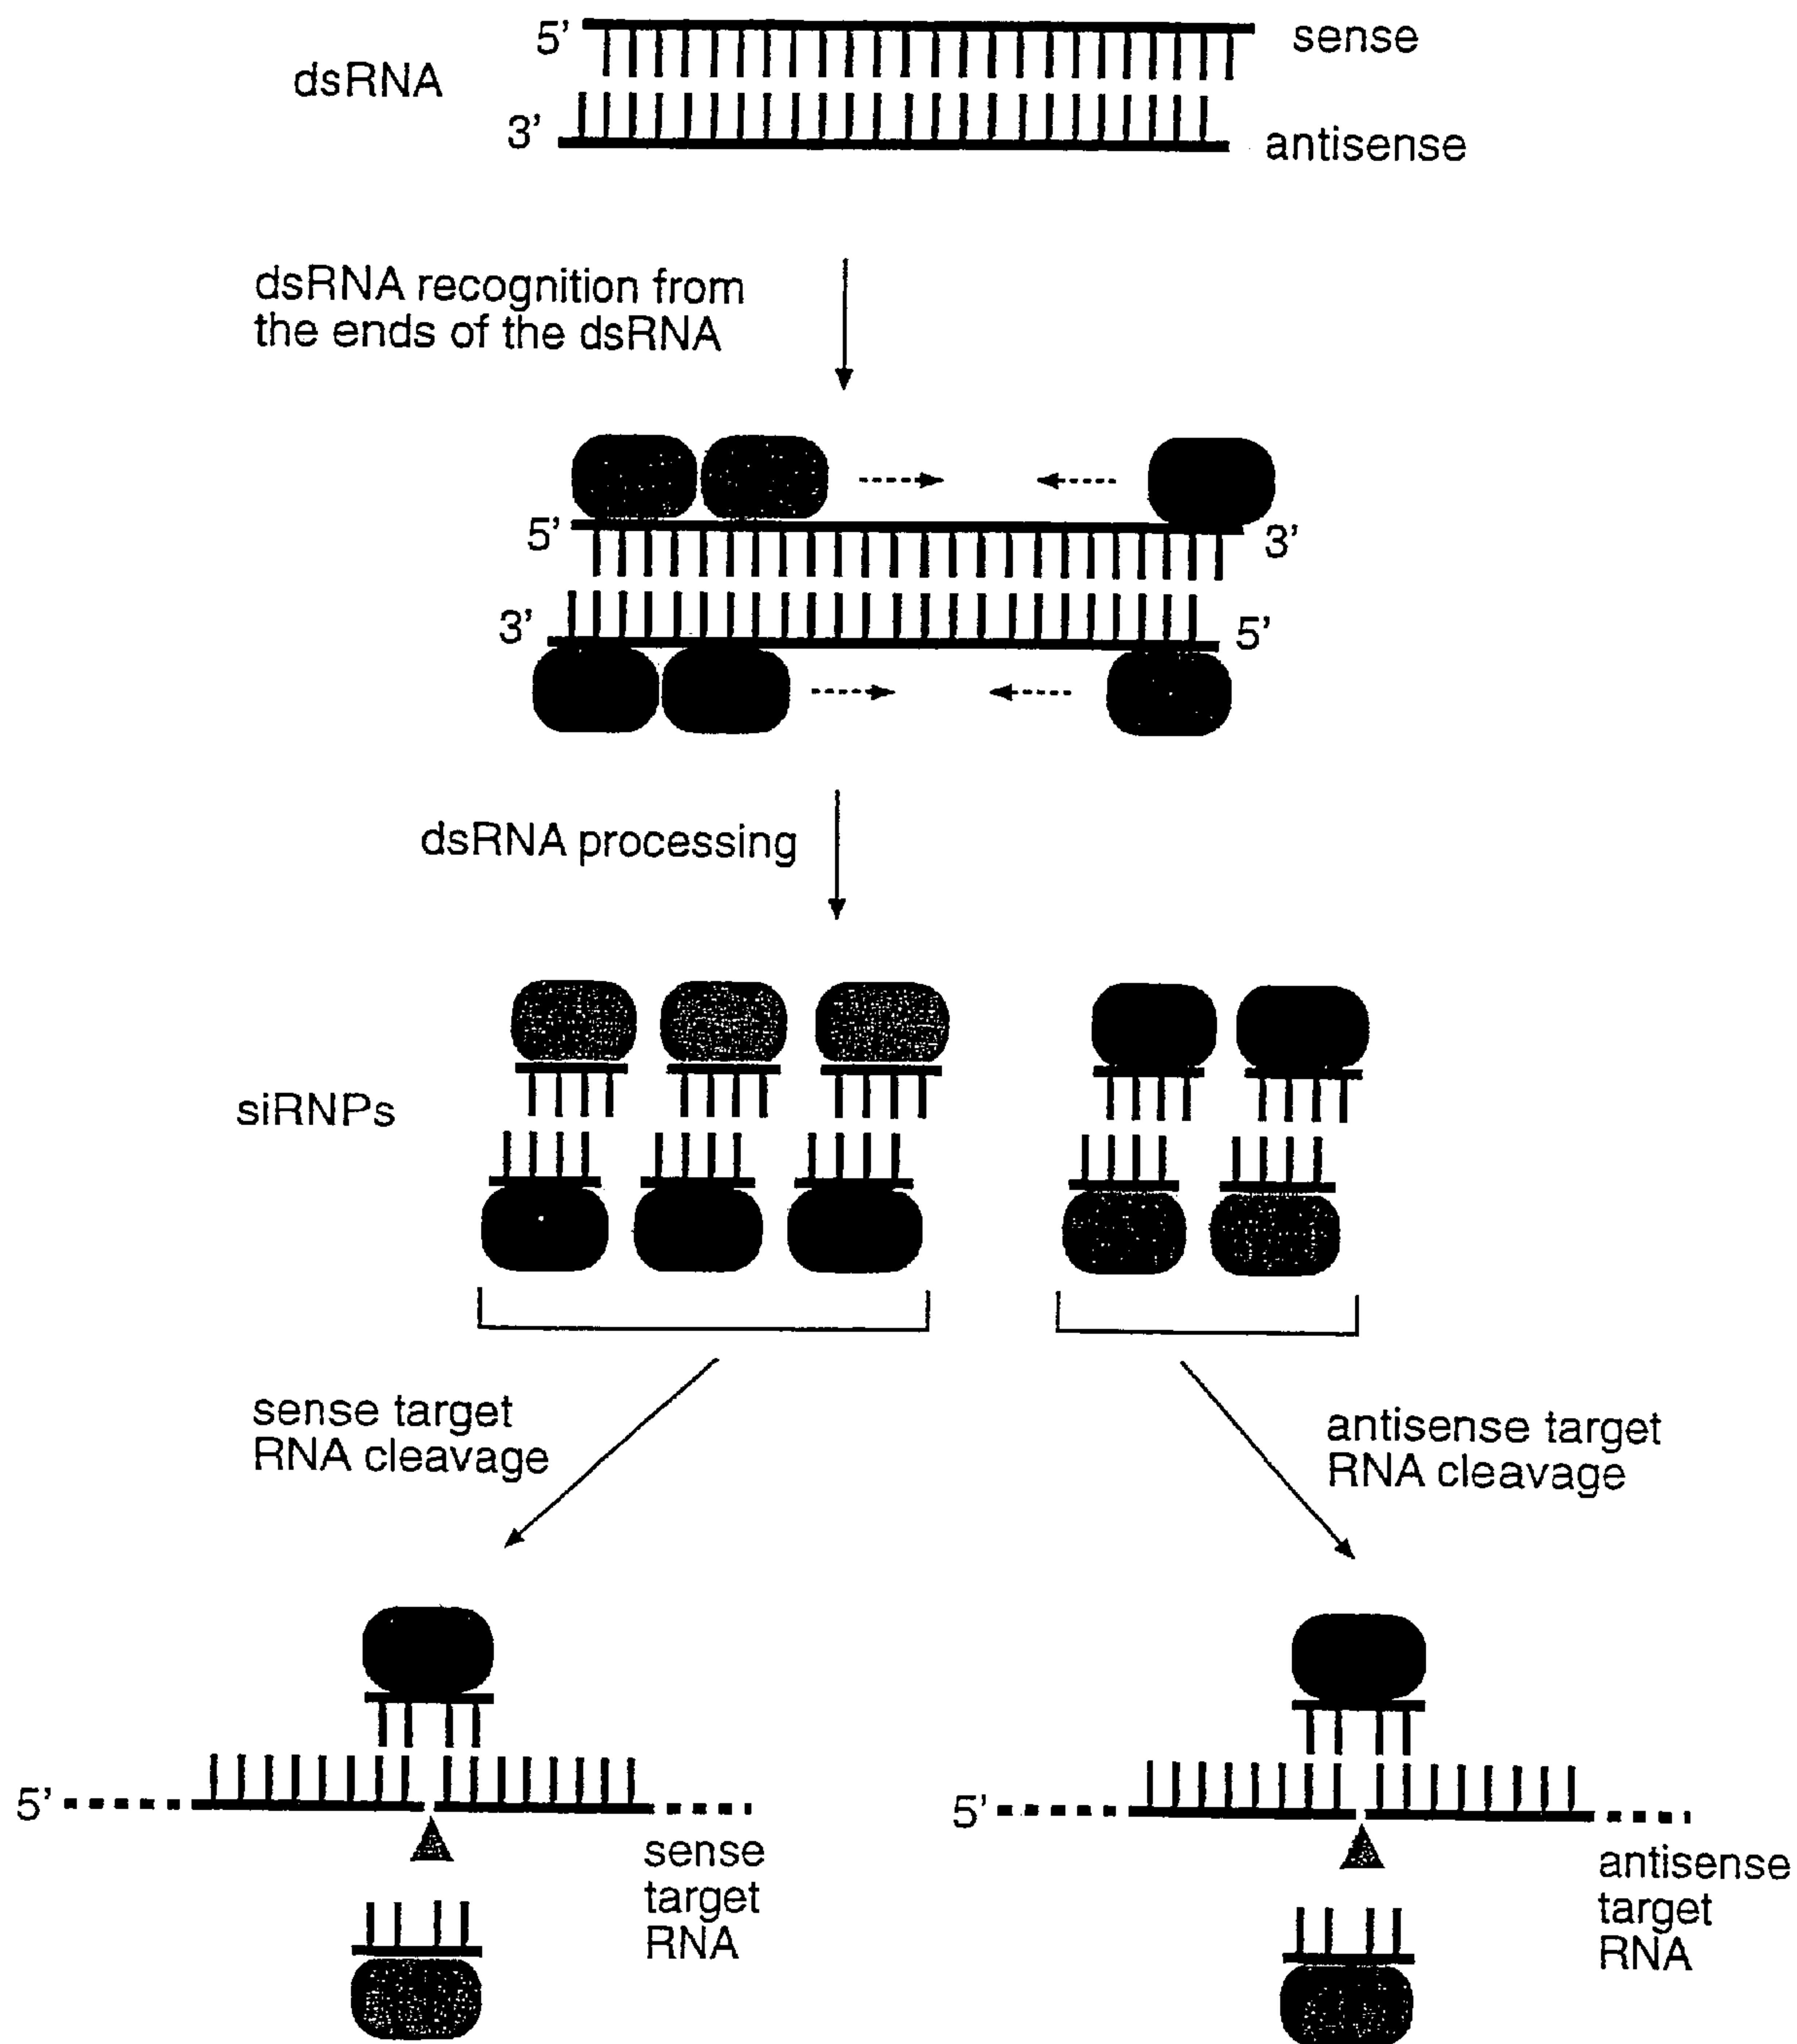 5' sense
dsRNA
3' antisense
dsRNA recognition from
the ends of the dsRNA
5' 3'
3' 5'
dsRNA processing
siRNPs
sense target
RNA cleavage
antisense target
RNA cleavage
5'
sense
target
RNA
5'
antisense
target
RNA